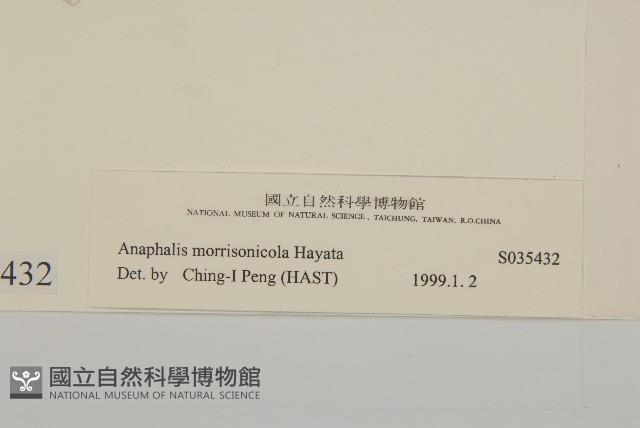 國立自然科學博物館
NATIONAL MUSEUM OF NATURAL SCIENCE, TAICHUNG, TAIWAN, R.O.CHINA
Anaphalis morrisonicola Hayata
S035432
Det. by Ching-I Peng (HAST) 1999.1. 2
432
國立自然科學博物館
NATIONAL MUSEUM OF NATURAL SCIENCE